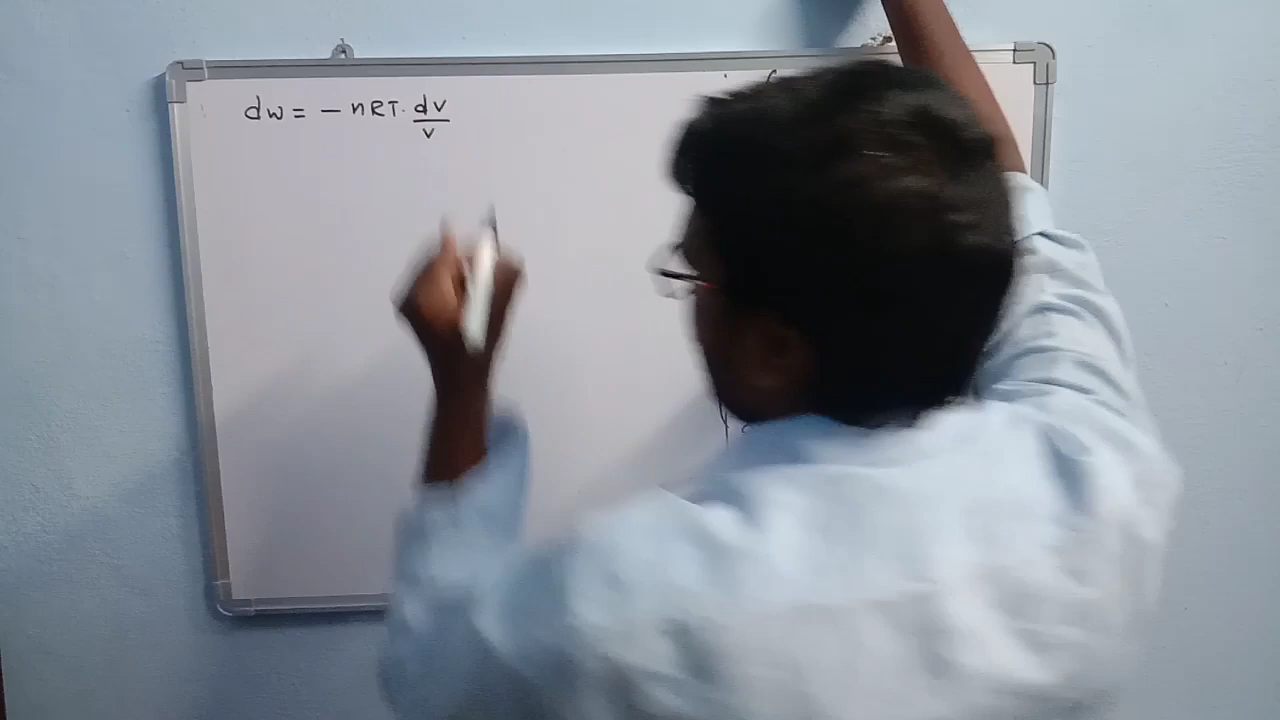 dw = - nRT. dv/v